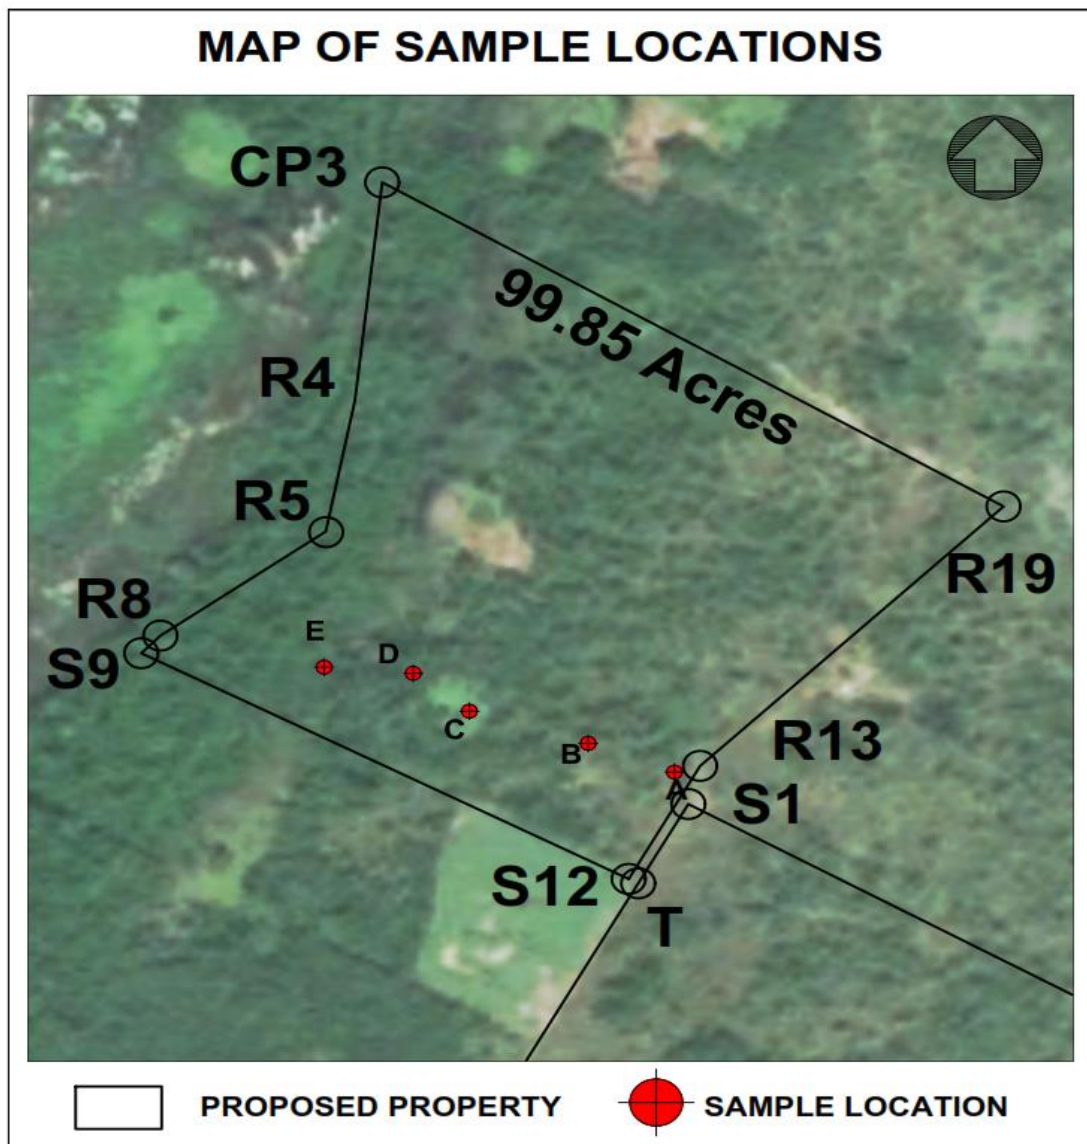 MAP OF SAMPLE LOCATIONS
CP3
99.85 Acres
R4
R5
R19
R8
S9
E
D
C
B
A
R13
S1
S12
T
PROPOSED PROPERTY
SAMPLE LOCATION